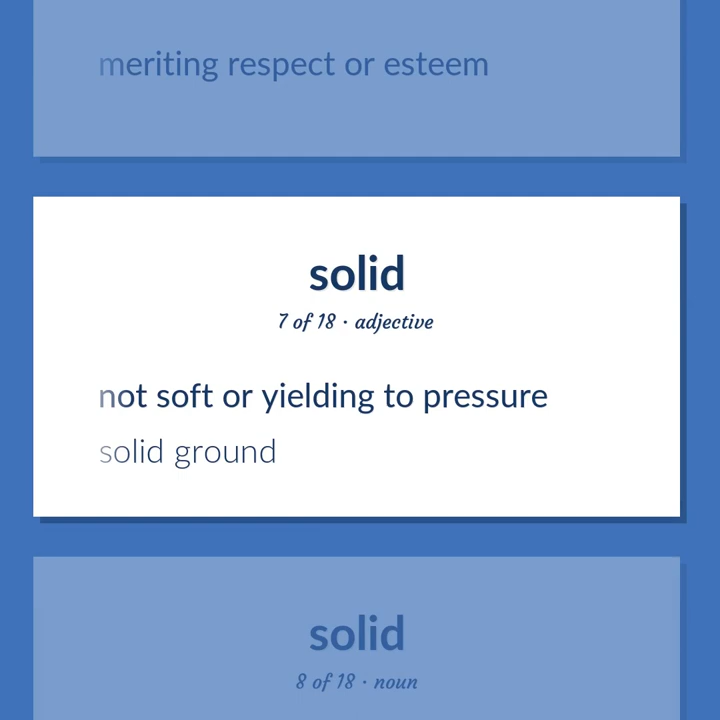 meriting respect or esteem
solid
7 of 18 · adjective
not soft or yielding to pressure
solid ground
solid
8 of 18 · noun